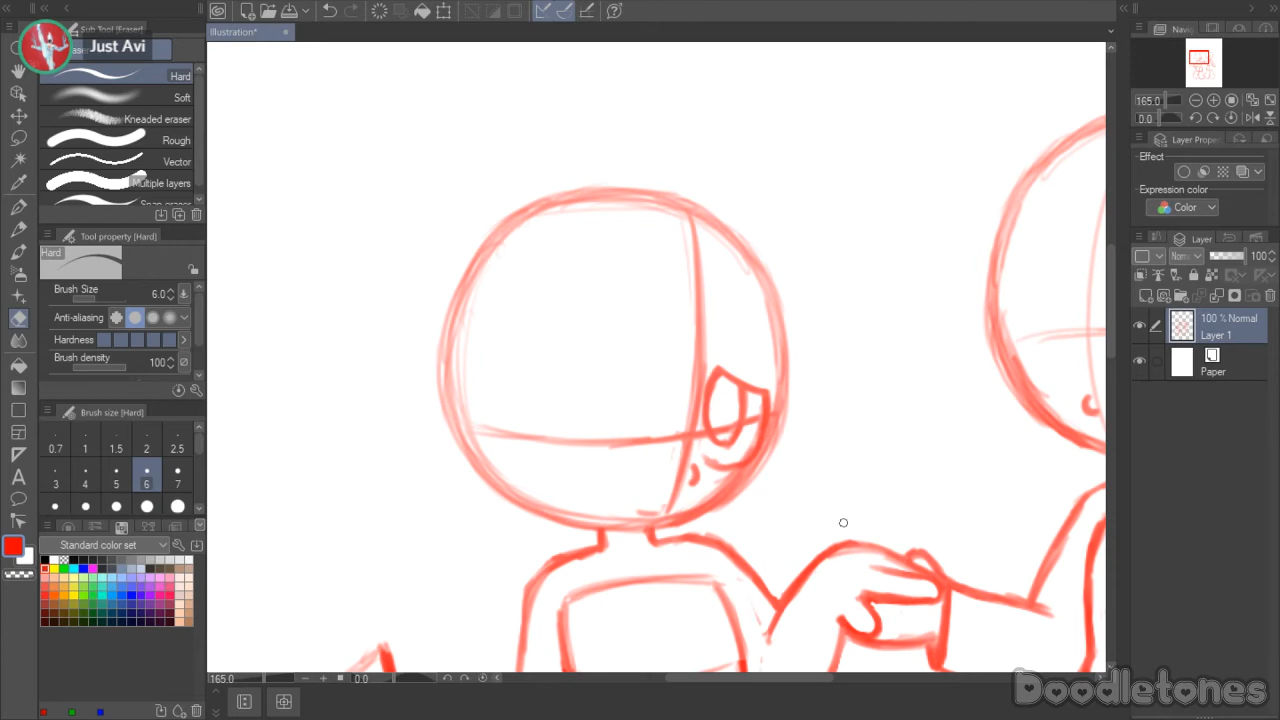 Sub Tool [Eraser]
Just Avi
Hard
Soft
Kneaded eraser
Rough
Vector
Multiple layers
Tool property [Hard]
Hard
Brush Size 6.0
Anti-aliasing
Hardness
Brush density 100
Brush size [Hard]
0.7 1 1.5 2 2.5
3 4 5 6 7
Standard color set
Illustration*
165.0 0.0
165.0
0.0
Effect
Expression color
Color
Layer
100
100 % Normal
Layer 1
Paper
Doodletones